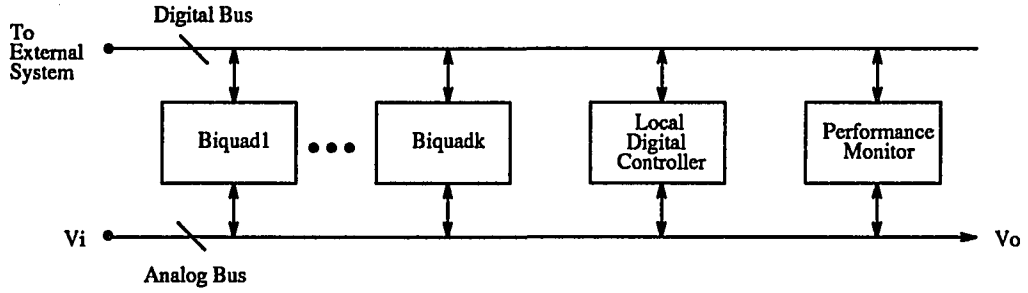 Digital Bus
To
External
System
Biquad1
Biquadk
Local
Digital
Controller
Performance
Monitor
Vi
Vo
Analog Bus